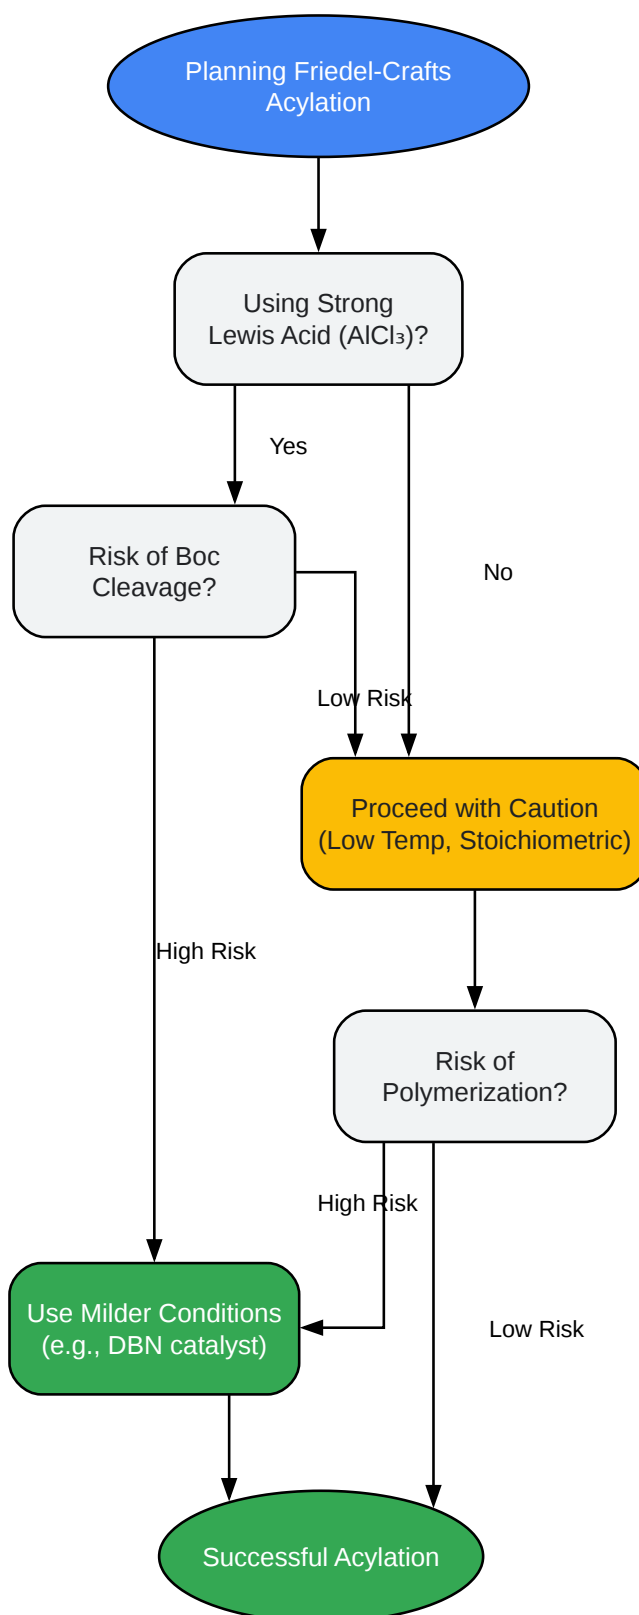 Planning Friedel-Crafts
Acylation
Using Strong
Lewis Acid (AlCl₃)?
Yes
Risk of Boc
Cleavage?
No
Low Risk
Proceed with Caution
(Low Temp, Stoichiometric)
High Risk
Risk of
Polymerization?
High Risk
Use Milder Conditions
(e.g., DBN catalyst)
Low Risk
Successful Acylation